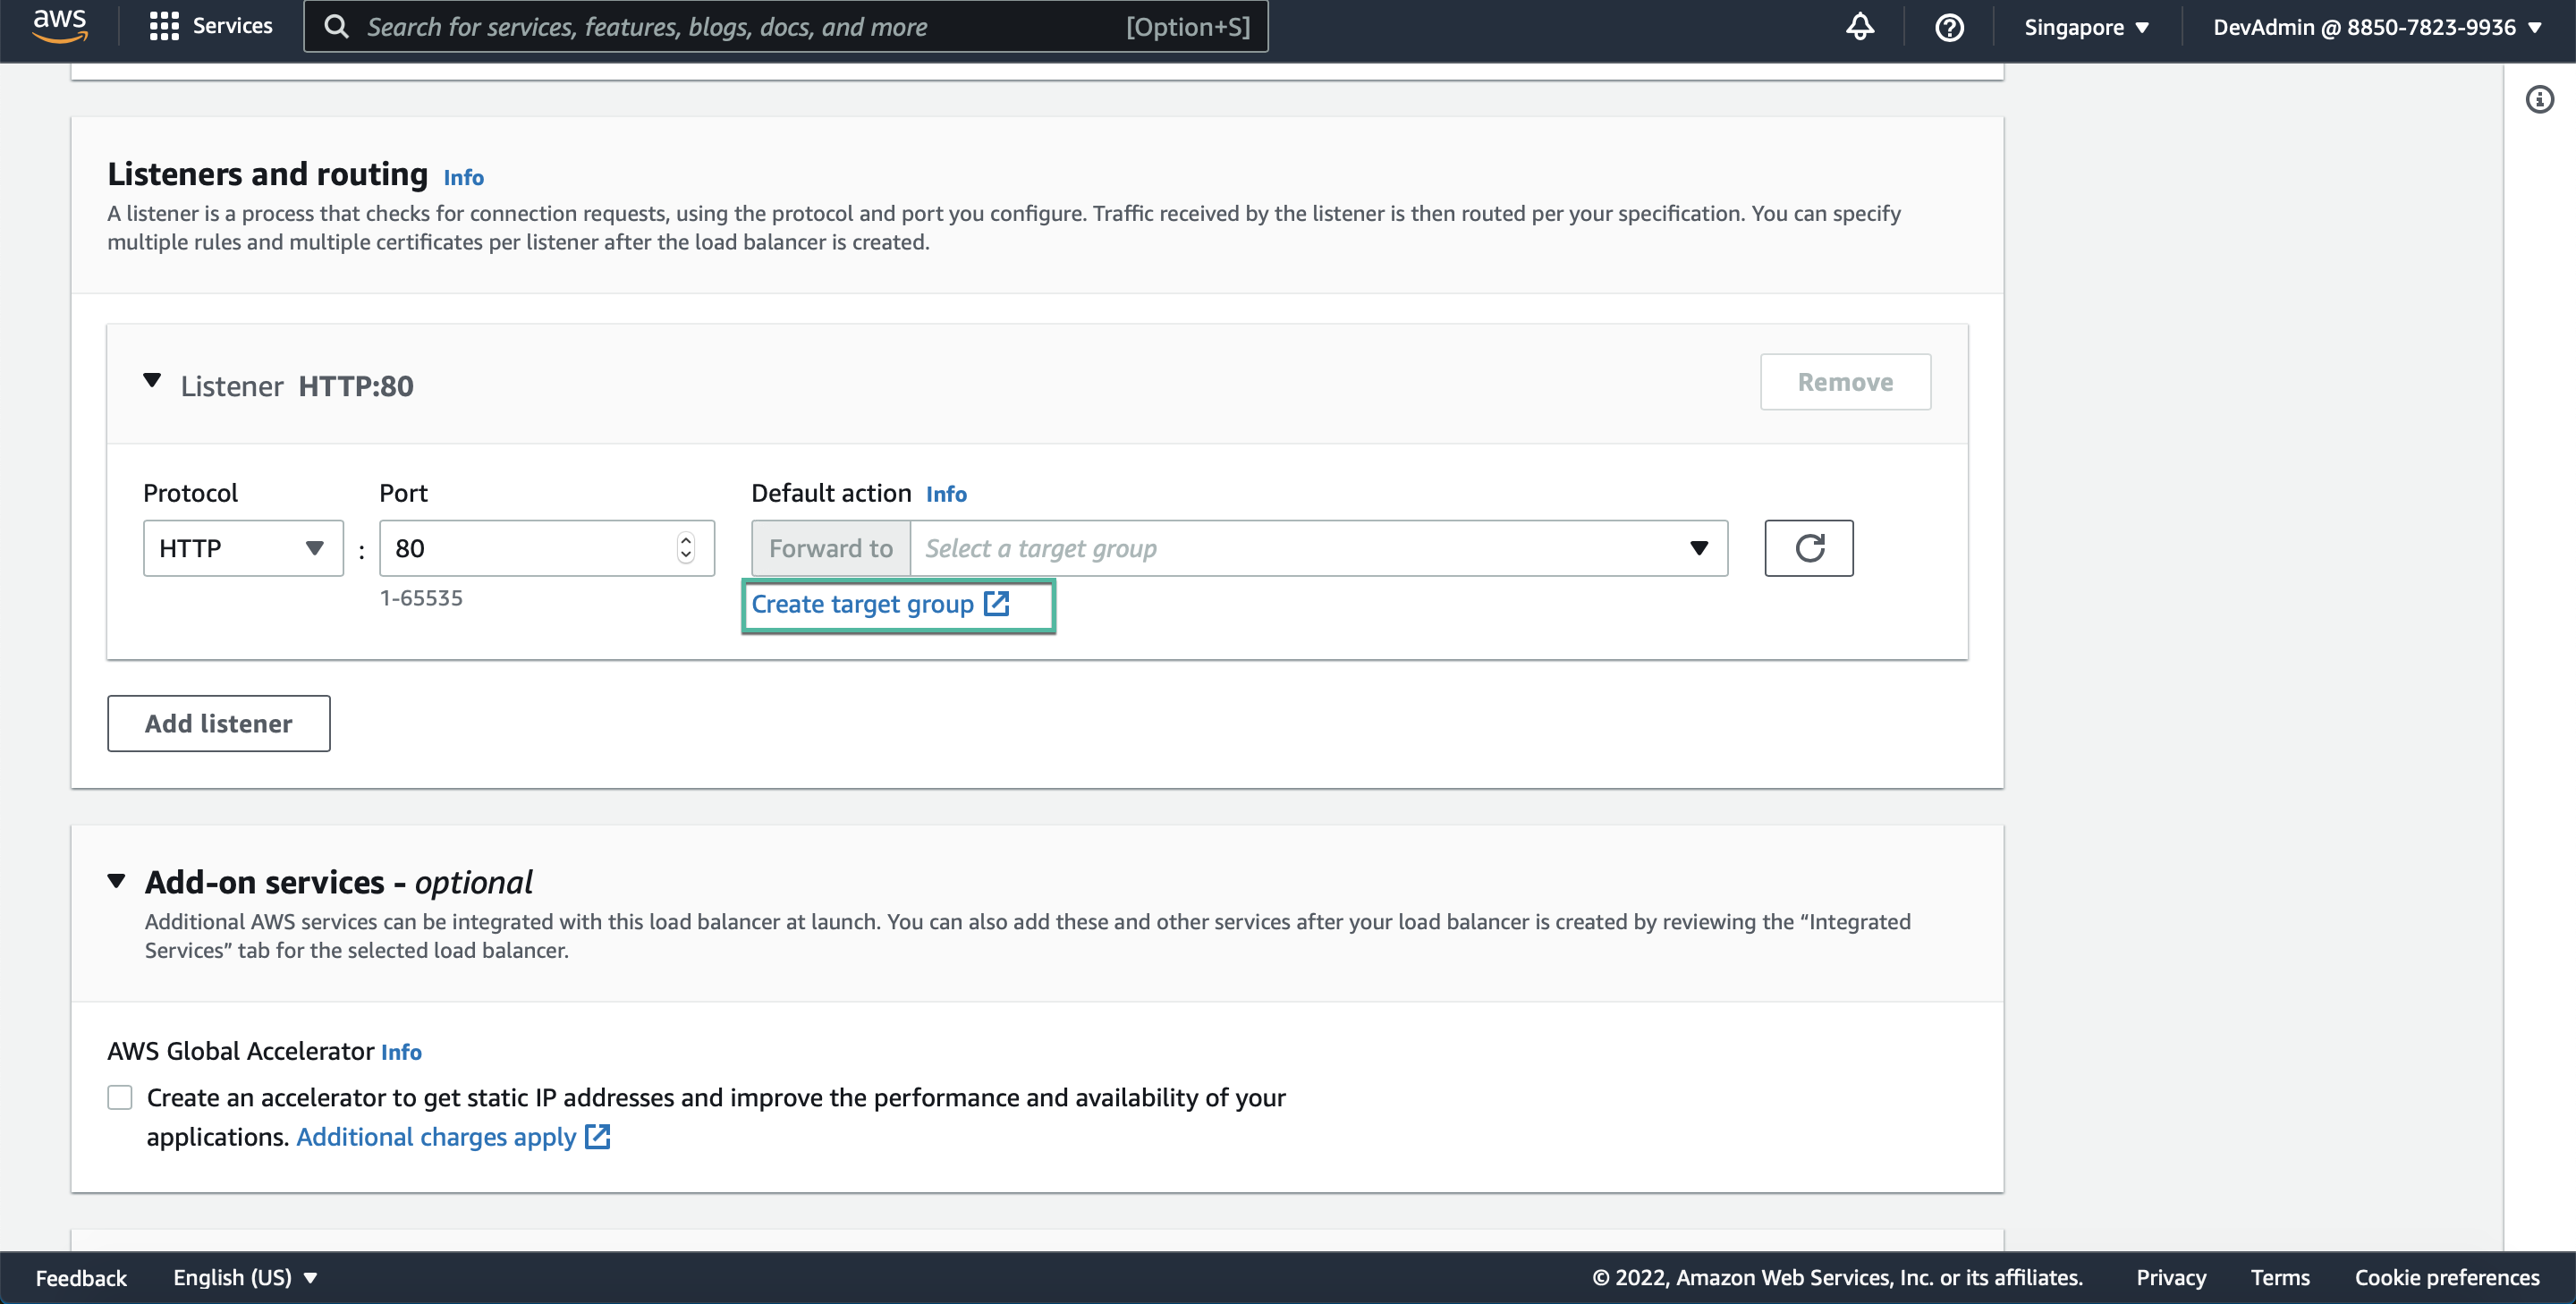 aws
Services
Search for services, features, blogs, docs, and more
[Option+S]
Singapore
DevAdmin @ 8850-7823-9936
Listeners and routing Info
A listener is a process that checks for connection requests, using the protocol and port you configure. Traffic received by the listener is then routed per your specification. You can specify
multiple rules and multiple certificates per listener after the load balancer is created.
Listener HTTP:80
Remove
Protocol
Port
Default action Info
HTTP
:
80
Forward to
Select a target group
1-65535
Create target group
Add listener
Add-on services - optional
Additional AWS services can be integrated with this load balancer at launch. You can also add these and other services after your load balancer is created by reviewing the “Integrated
Services” tab for the selected load balancer.
AWS Global Accelerator Info
Create an accelerator to get static IP addresses and improve the performance and availability of your
applications. Additional charges apply
Feedback
English (US)
© 2022, Amazon Web Services, Inc. or its affiliates.
Privacy
Terms
Cookie preferences